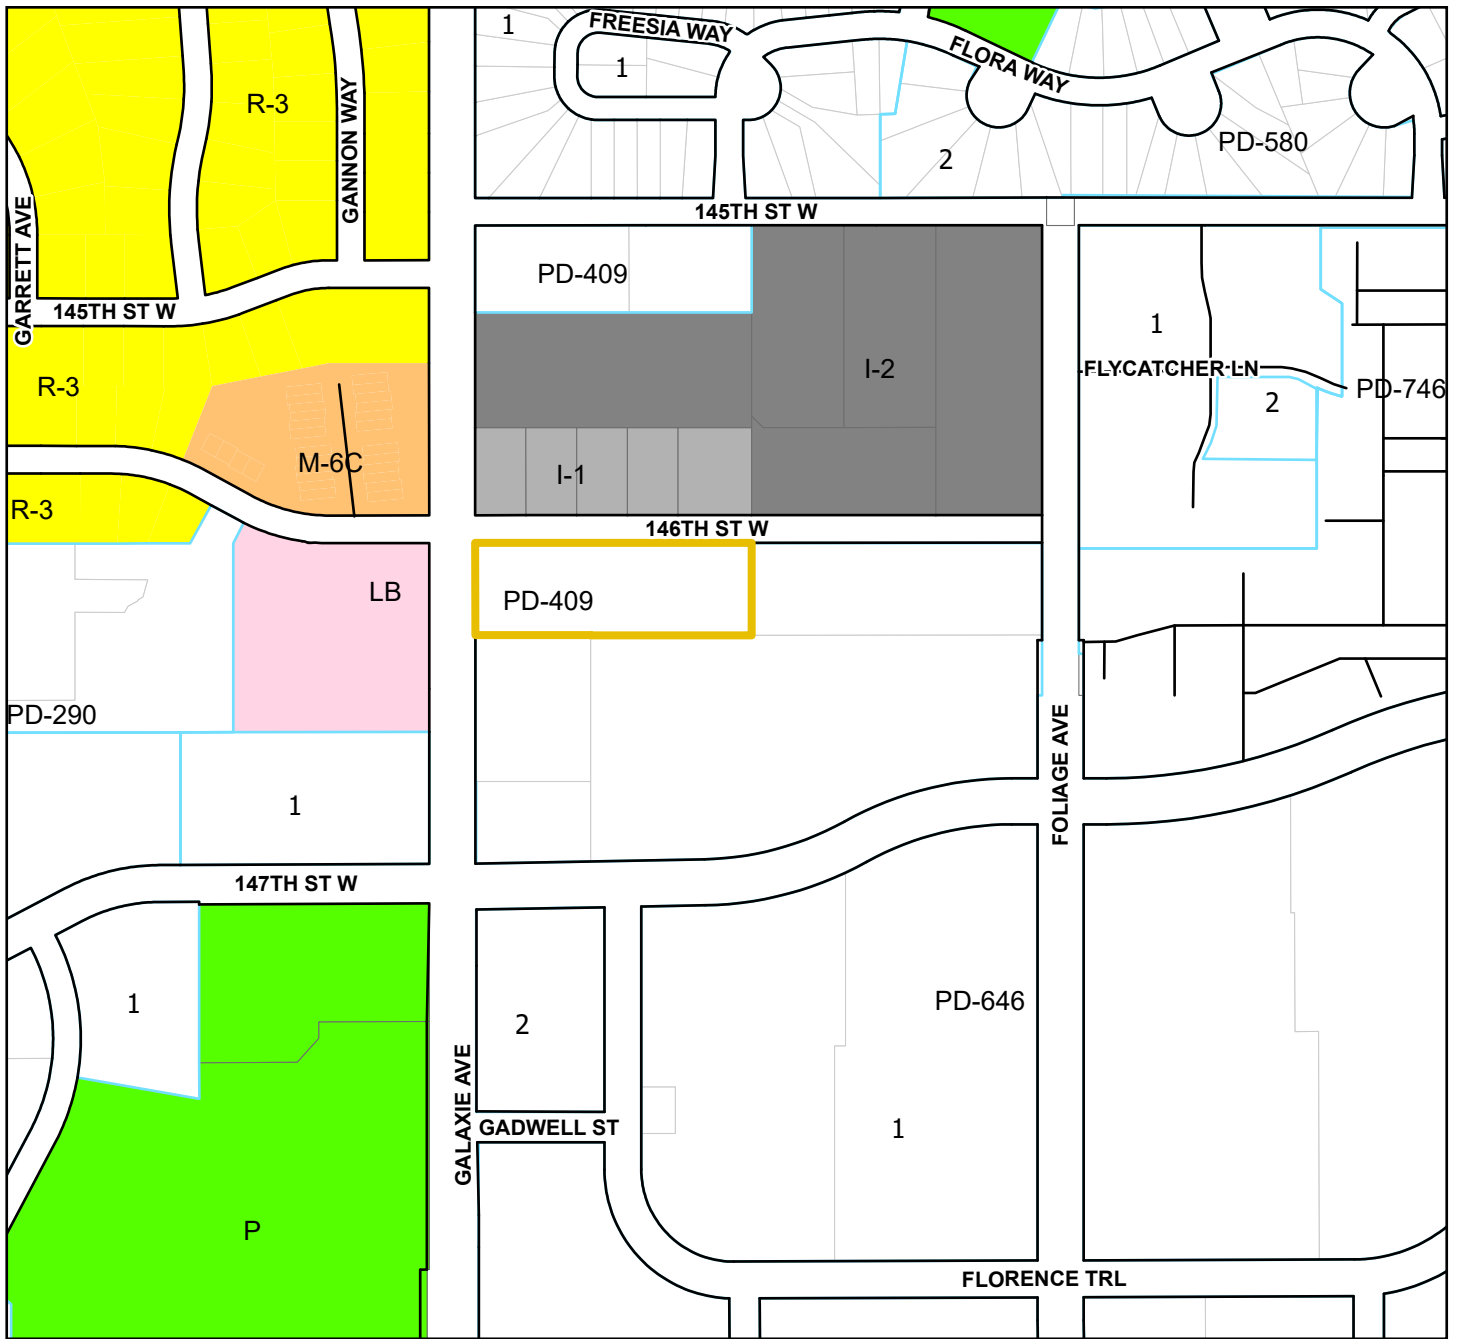 1
FREESIA WAY
FLORA WAY
1
R-3
GANNON WAY
PD-580
2
145TH ST W
GARRETT AVE
PD-409
145TH ST W
1
I-2
FLYCATCHER LN
R-3
PD-746
2
M-6C
I-1
R-3
146TH ST W
LB
PD-409
PD-290
FOLIAGE AVE
1
147TH ST W
1
PD-646
2
GALAXIE AVE
GADWELL ST
1
P
FLORENCE TRL